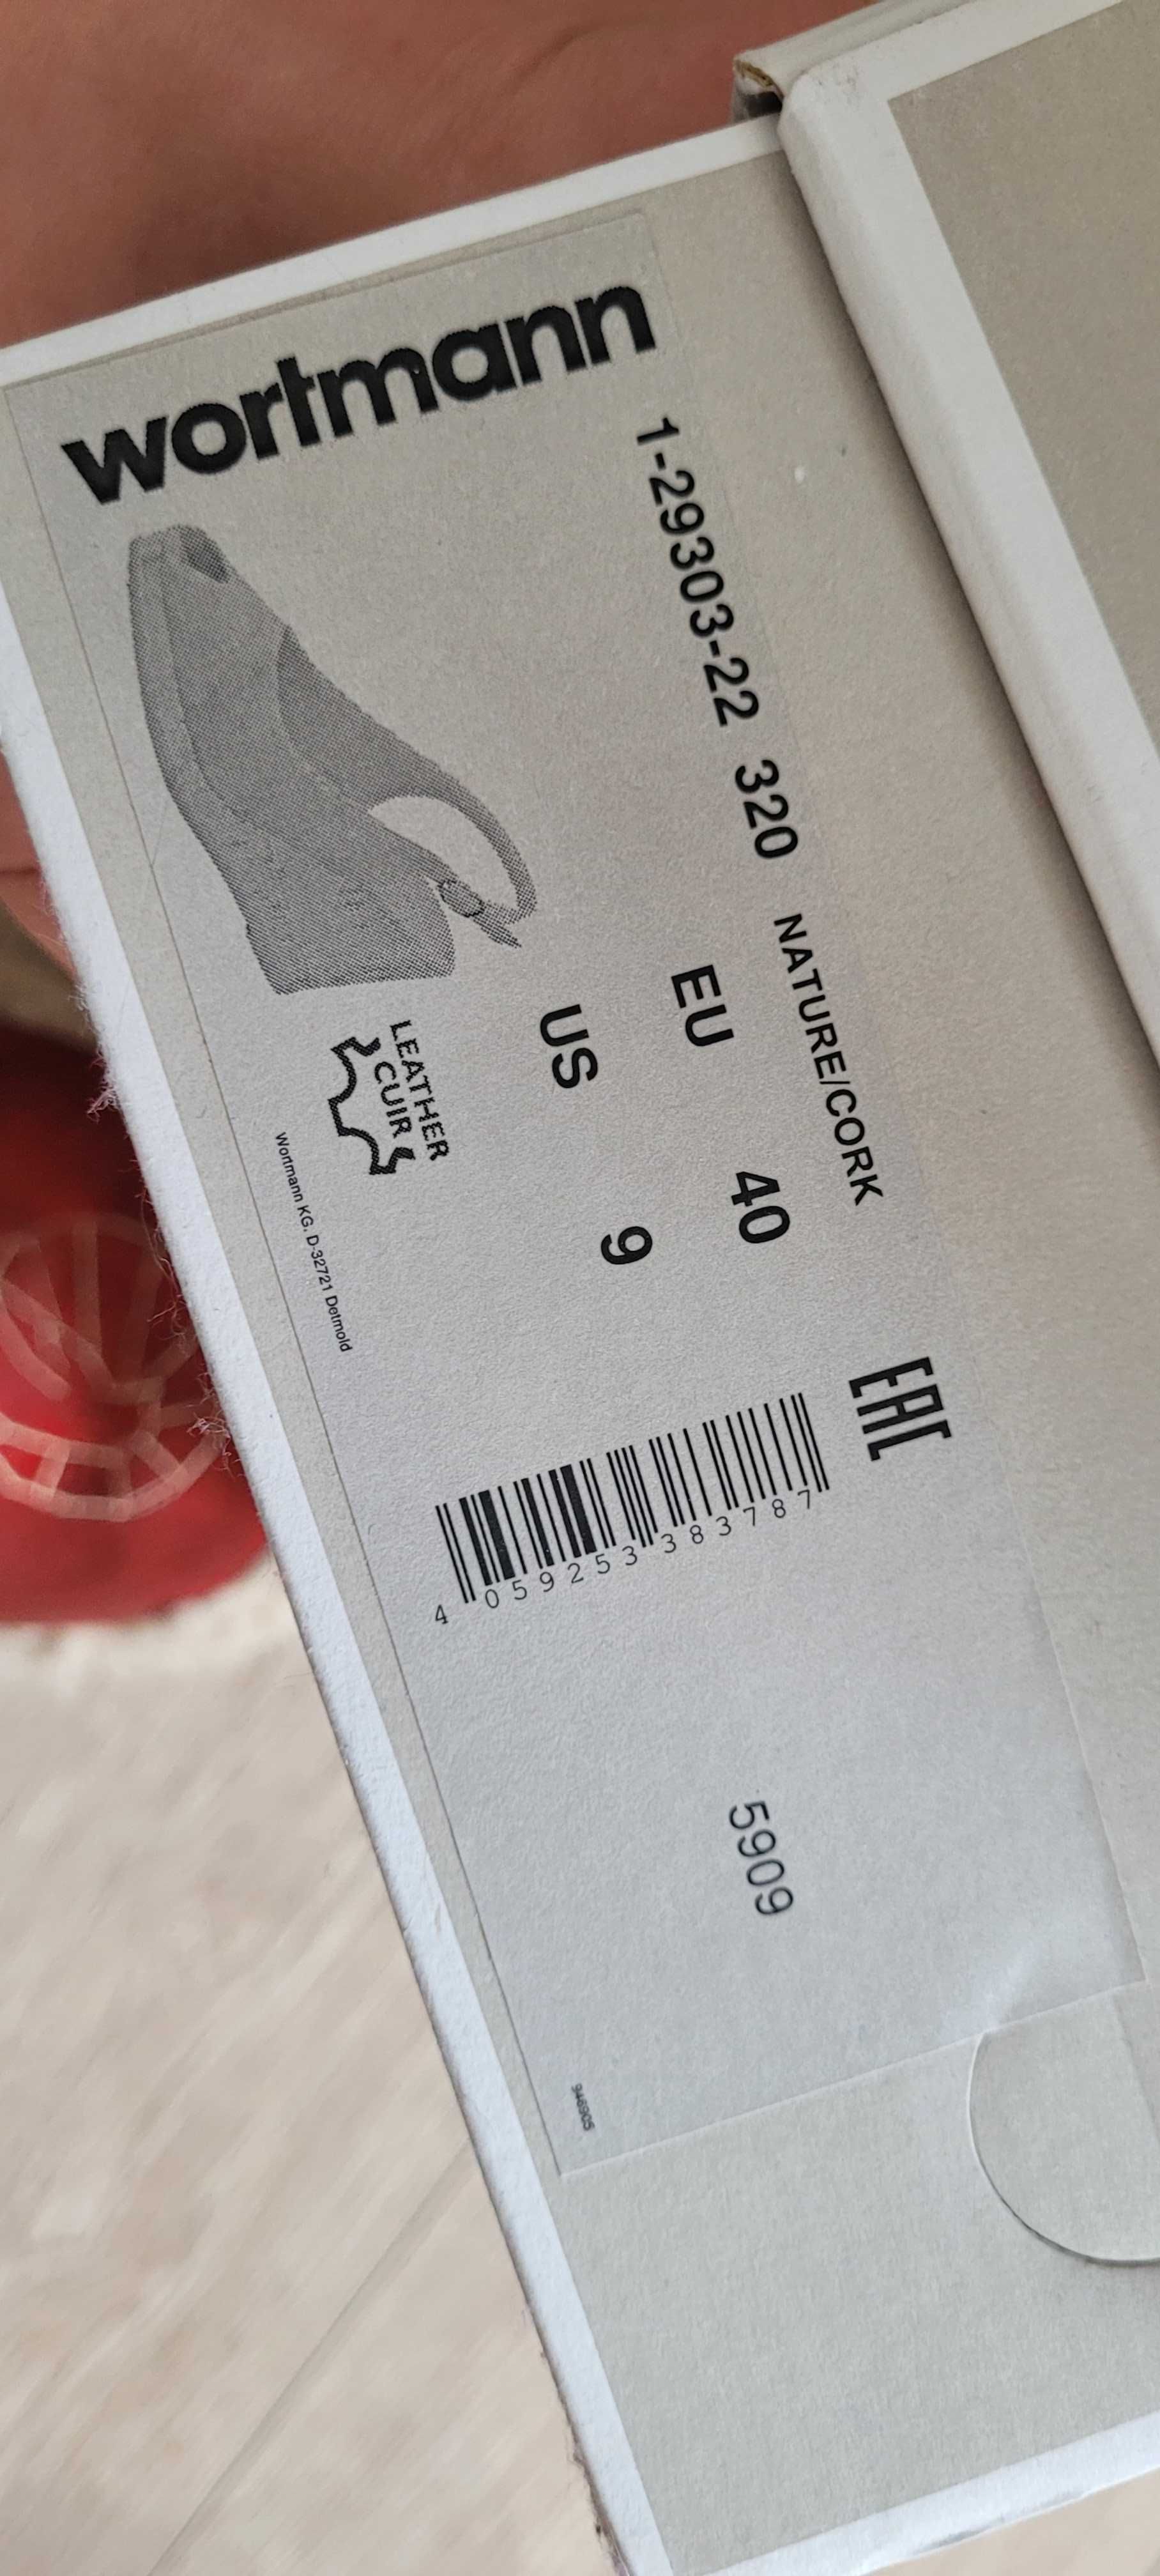 wortmann
1-29303-22 320 NATURE/CORK
EU 40
US 9
LEATHER
CUIR
Wortmann KG, D-32721 Detmold
EAC
4 059253 383787
5909
946905